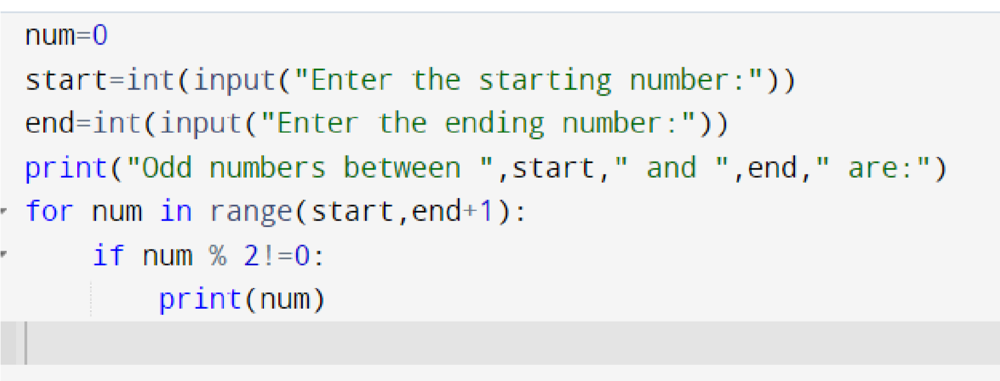 num=0
start=int(input("Enter the starting number:"))
end=int(input("Enter the ending number:"))
print("Odd numbers between ",start," and ",end," are:")
for num in range(start,end+1):
    if num % 2!=0:
        print(num)